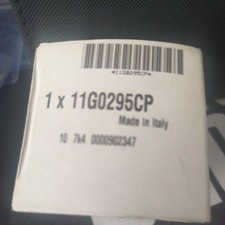 *11G0295CP*
1 x 11G0295CP
Made in Italy
10 7k4 0000902347